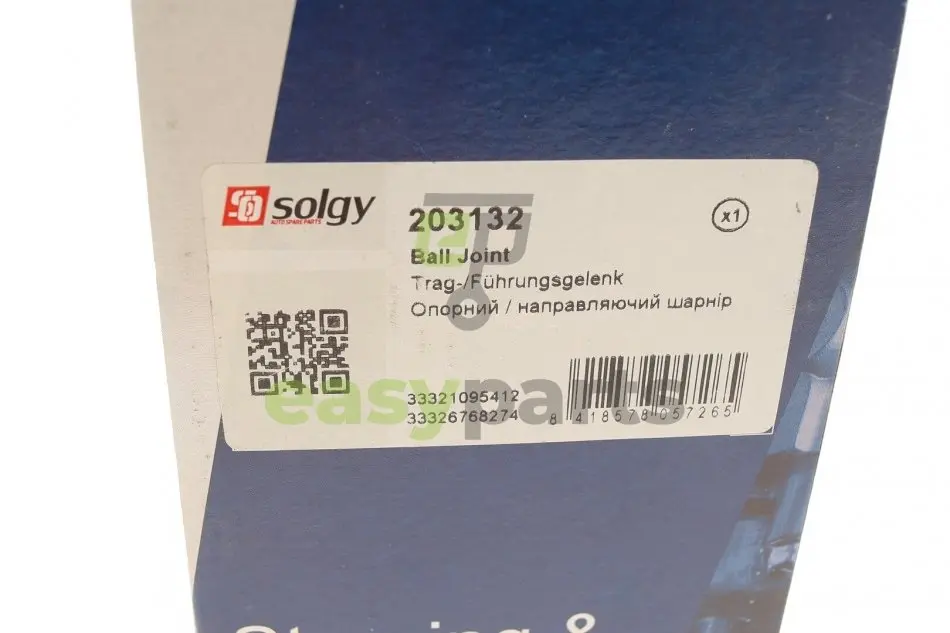 solgy
AUTO SPARE PARTS
203132
x1
Ball Joint
Trag-/Führungsgelenk
Опорний / направляючий шарнір
33321095412
33326768274
8 418578 057265
easyparts
&